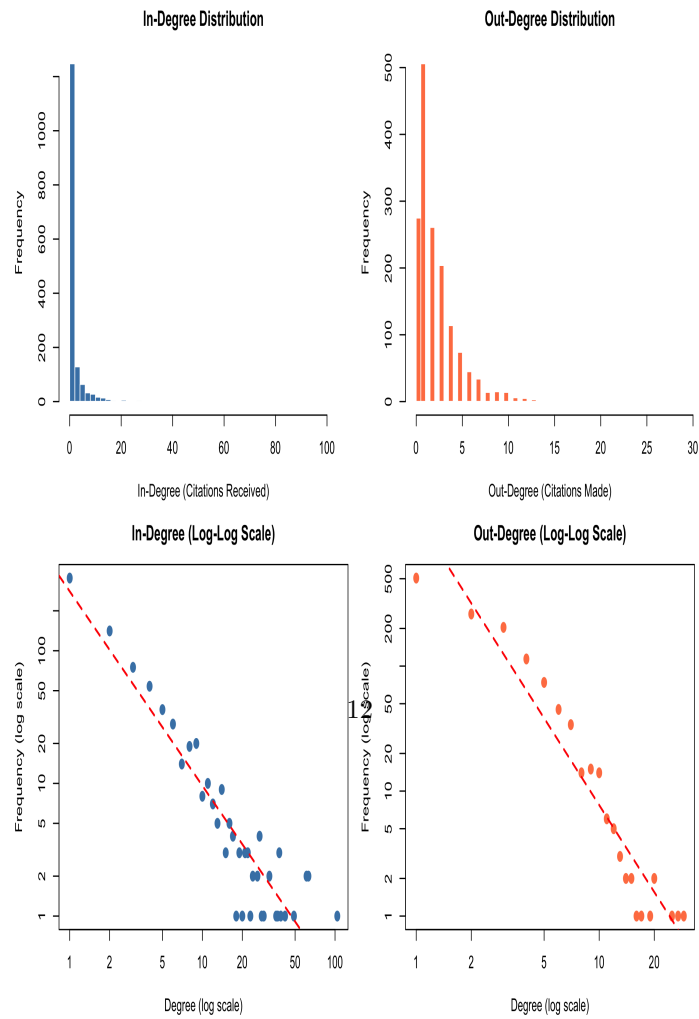 In-Degree Distribution
Frequency
0 200 400 600 800 1000
0 20 40 60 80 100
In-Degree (Citations Received)
Out-Degree Distribution
Frequency
0 100 200 300 400 500
0 5 10 15 20 25 30
Out-Degree (Citations Made)
In-Degree (Log-Log Scale)
Frequency (log scale)
1 2 5 10 20 50 100
1 2 5 10 20 50 100
Degree (log scale)
12
Out-Degree (Log-Log Scale)
Frequency (log scale)
1 2 5 10 20 50 200 500
1 2 5 10 20
Degree (log scale)